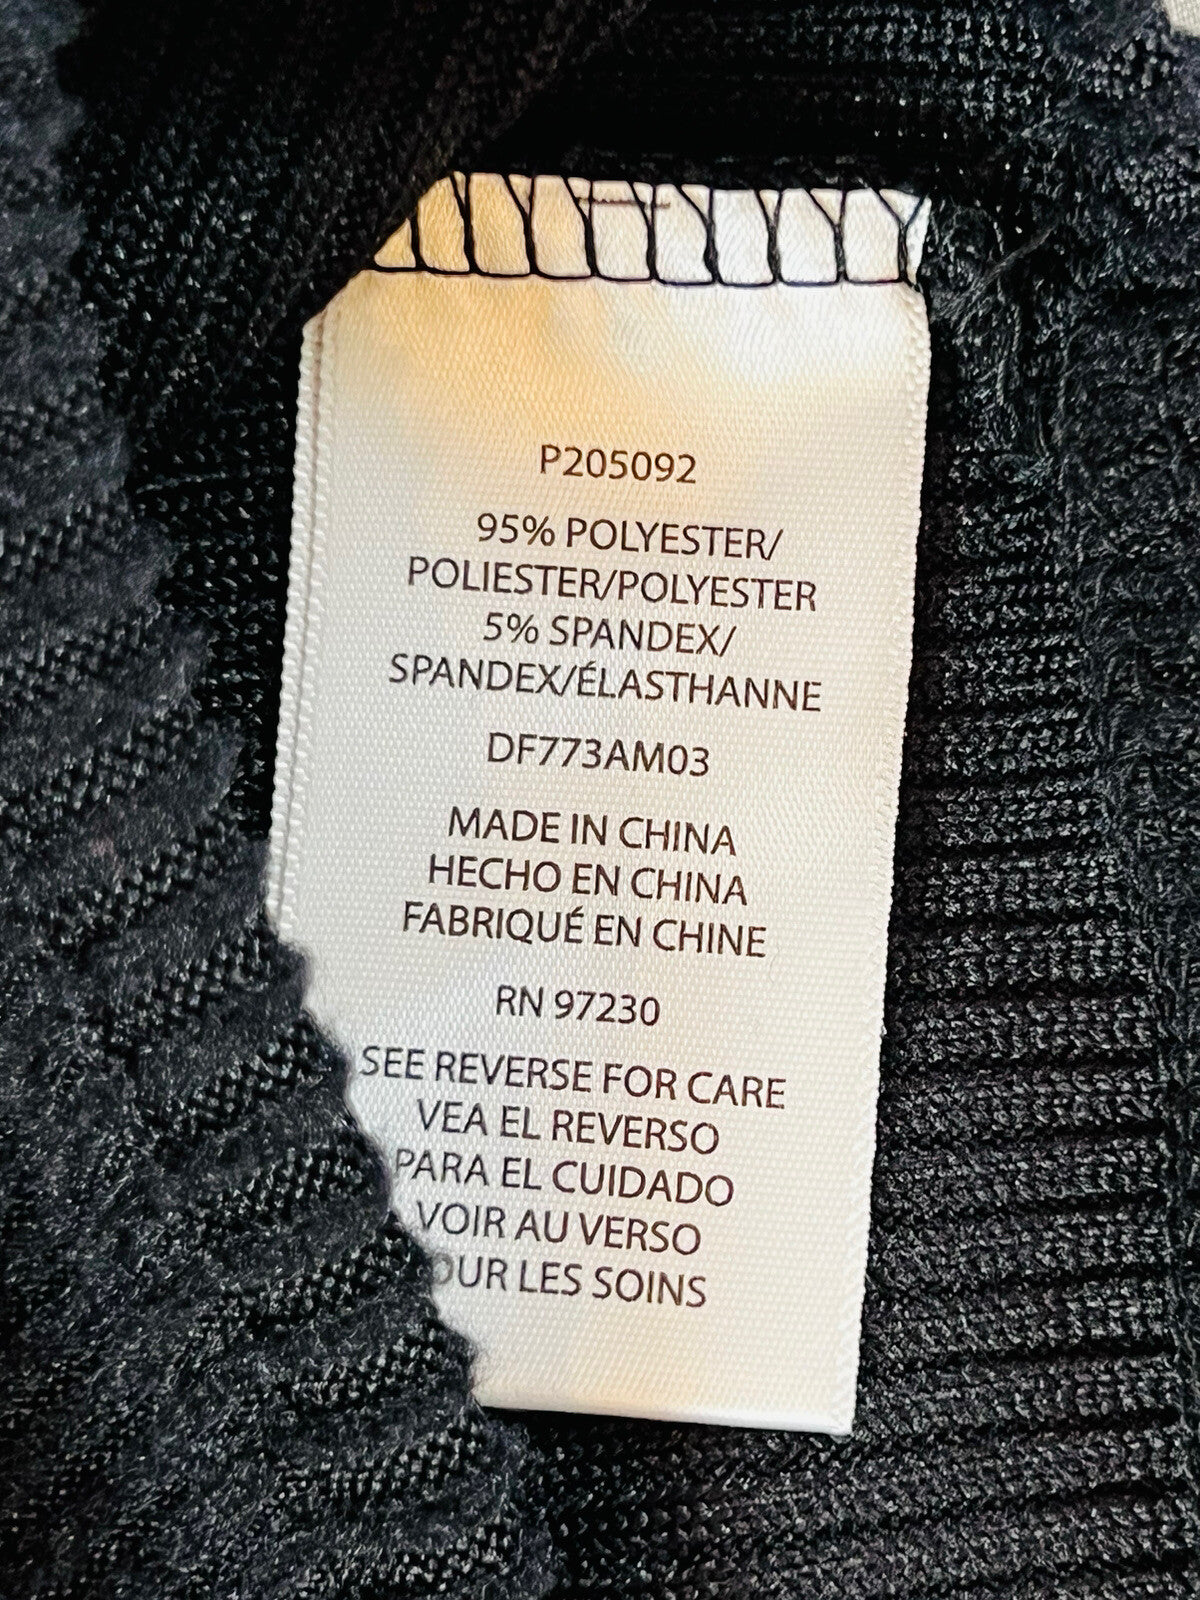 P205092
95% POLYESTER/
POLIESTER/POLYESTER
5% SPANDEX/
SPANDEX/ÉLASTHANNE
DF773AM03
MADE IN CHINA
HECHO EN CHINA
FABRIQUÉ EN CHINE
RN 97230
SEE REVERSE FOR CARE
VEA EL REVERSO
PARA EL CUIDADO
VOIR AU VERSO
POUR LES SOINS